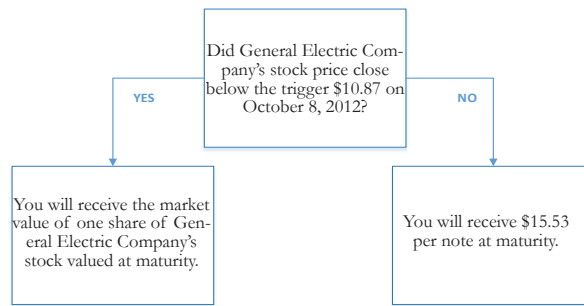 Did General Electric Com-
pany's stock price close
below the trigger $10.87 on
October 8, 2012?
YES
NO
You will receive the market
value of one share of Gen-
eral Electric Company's
stock valued at maturity.
You will receive $15.53
per note at maturity.